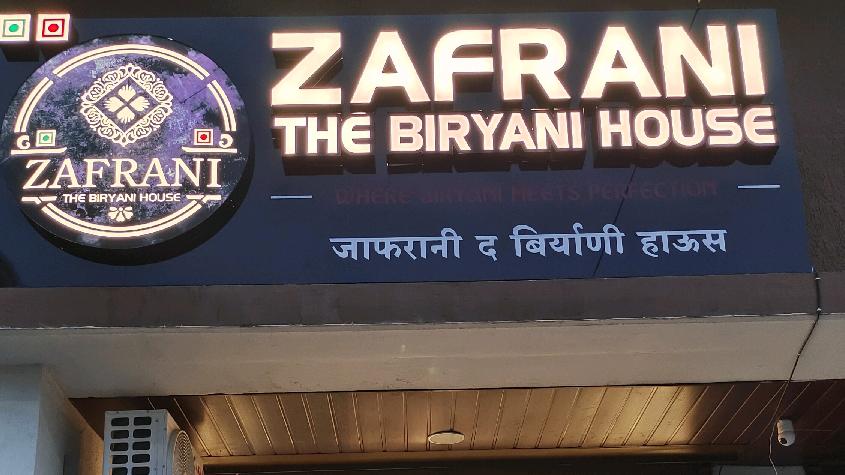 ZAFRANI
THE BIRYANI HOUSE
ZAFRANI
THE BIRYANI HOUSE
WHERE BIRYANI MEETS PERFECTION
जाफरानी द बिर्याणी हाऊस